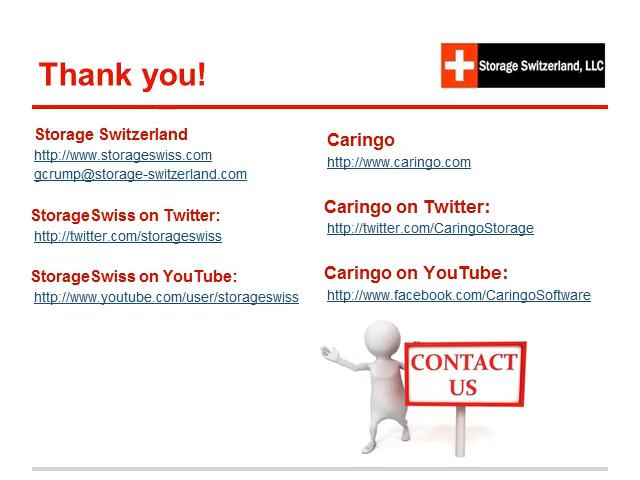 Thank you!
Storage Switzerland, LLC
Storage Switzerland
http://www.storageswiss.com
gcrump@storage-switzerland.com
StorageSwiss on Twitter:
http://twitter.com/storageswiss
StorageSwiss on YouTube:
http://www.youtube.com/user/storageswiss
Caringo
http://www.caringo.com
Caringo on Twitter:
http://twitter.com/CaringoStorage
Caringo on YouTube:
http://www.facebook.com/CaringoSoftware
CONTACT
US